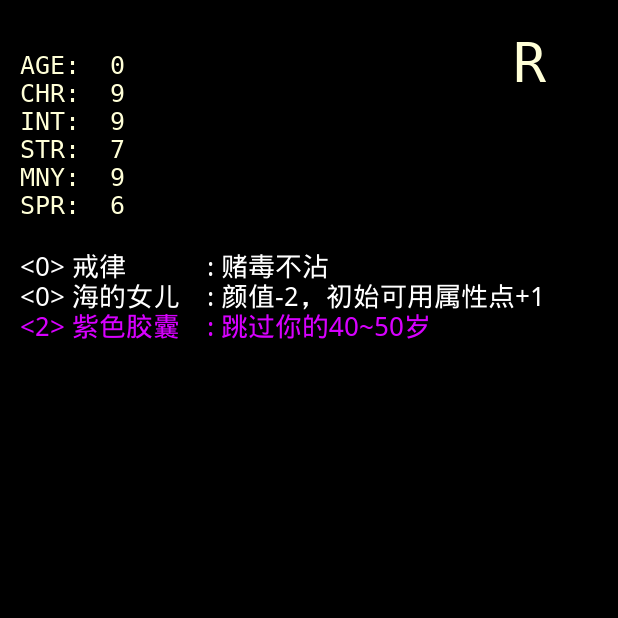 R
AGE: 0
CHR: 9
INT: 9
STR: 7
MNY: 9
SPR: 6
<0> 戒律 : 赌毒不沾
<0> 海的女儿 : 颜值-2，初始可用属性点+1
<2> 紫色胶囊 : 跳过你的40~50岁